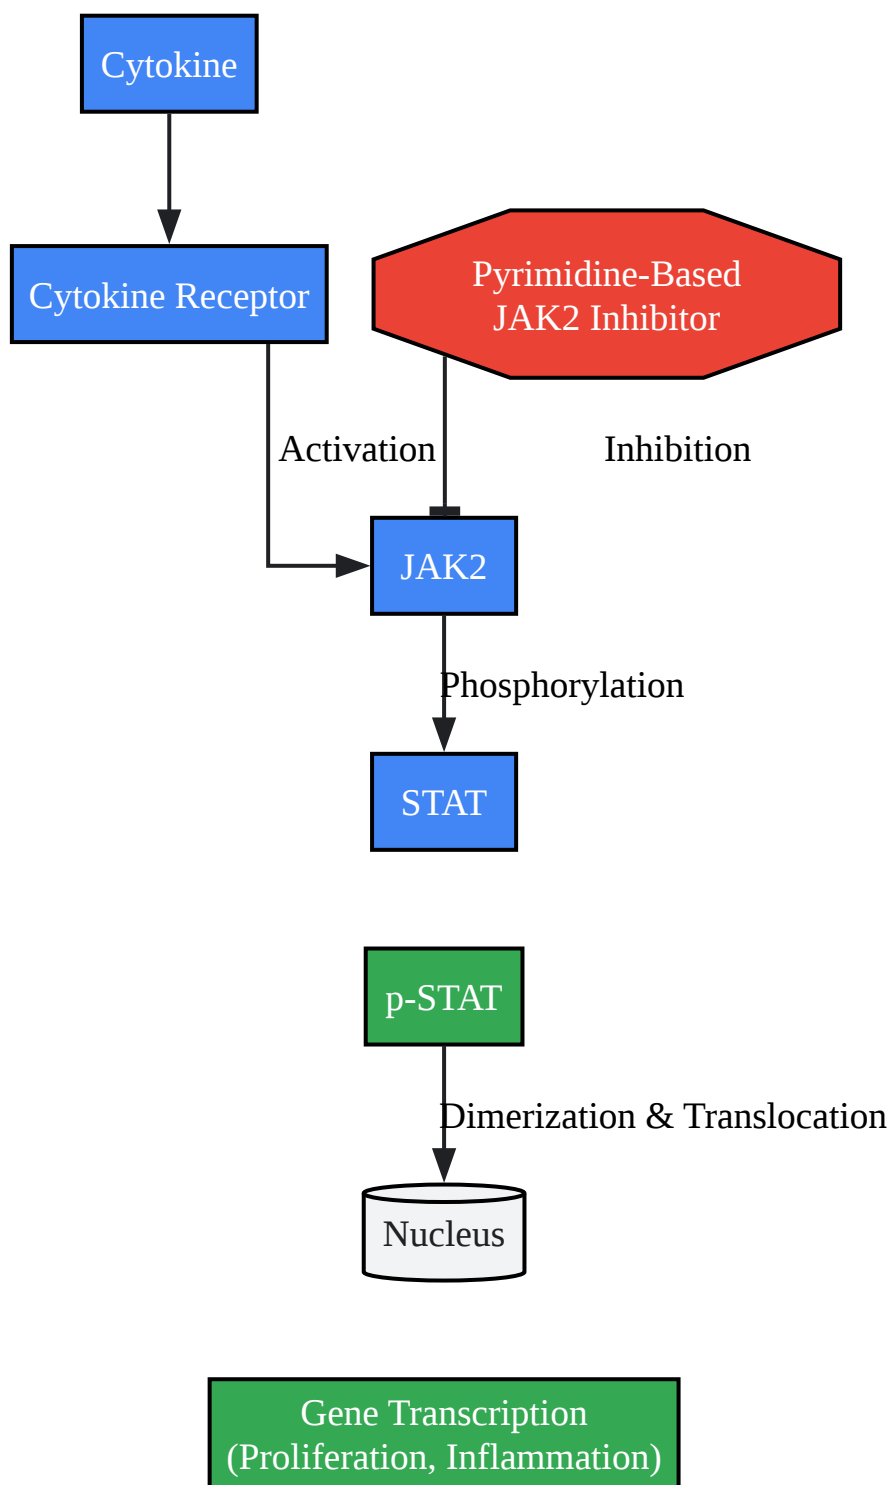 Cytokine
Cytokine Receptor
Pyrimidine-Based
JAK2 Inhibitor
Activation
Inhibition
JAK2
Phosphorylation
STAT
p-STAT
Dimerization & Translocation
Nucleus
Gene Transcription
(Proliferation, Inflammation)